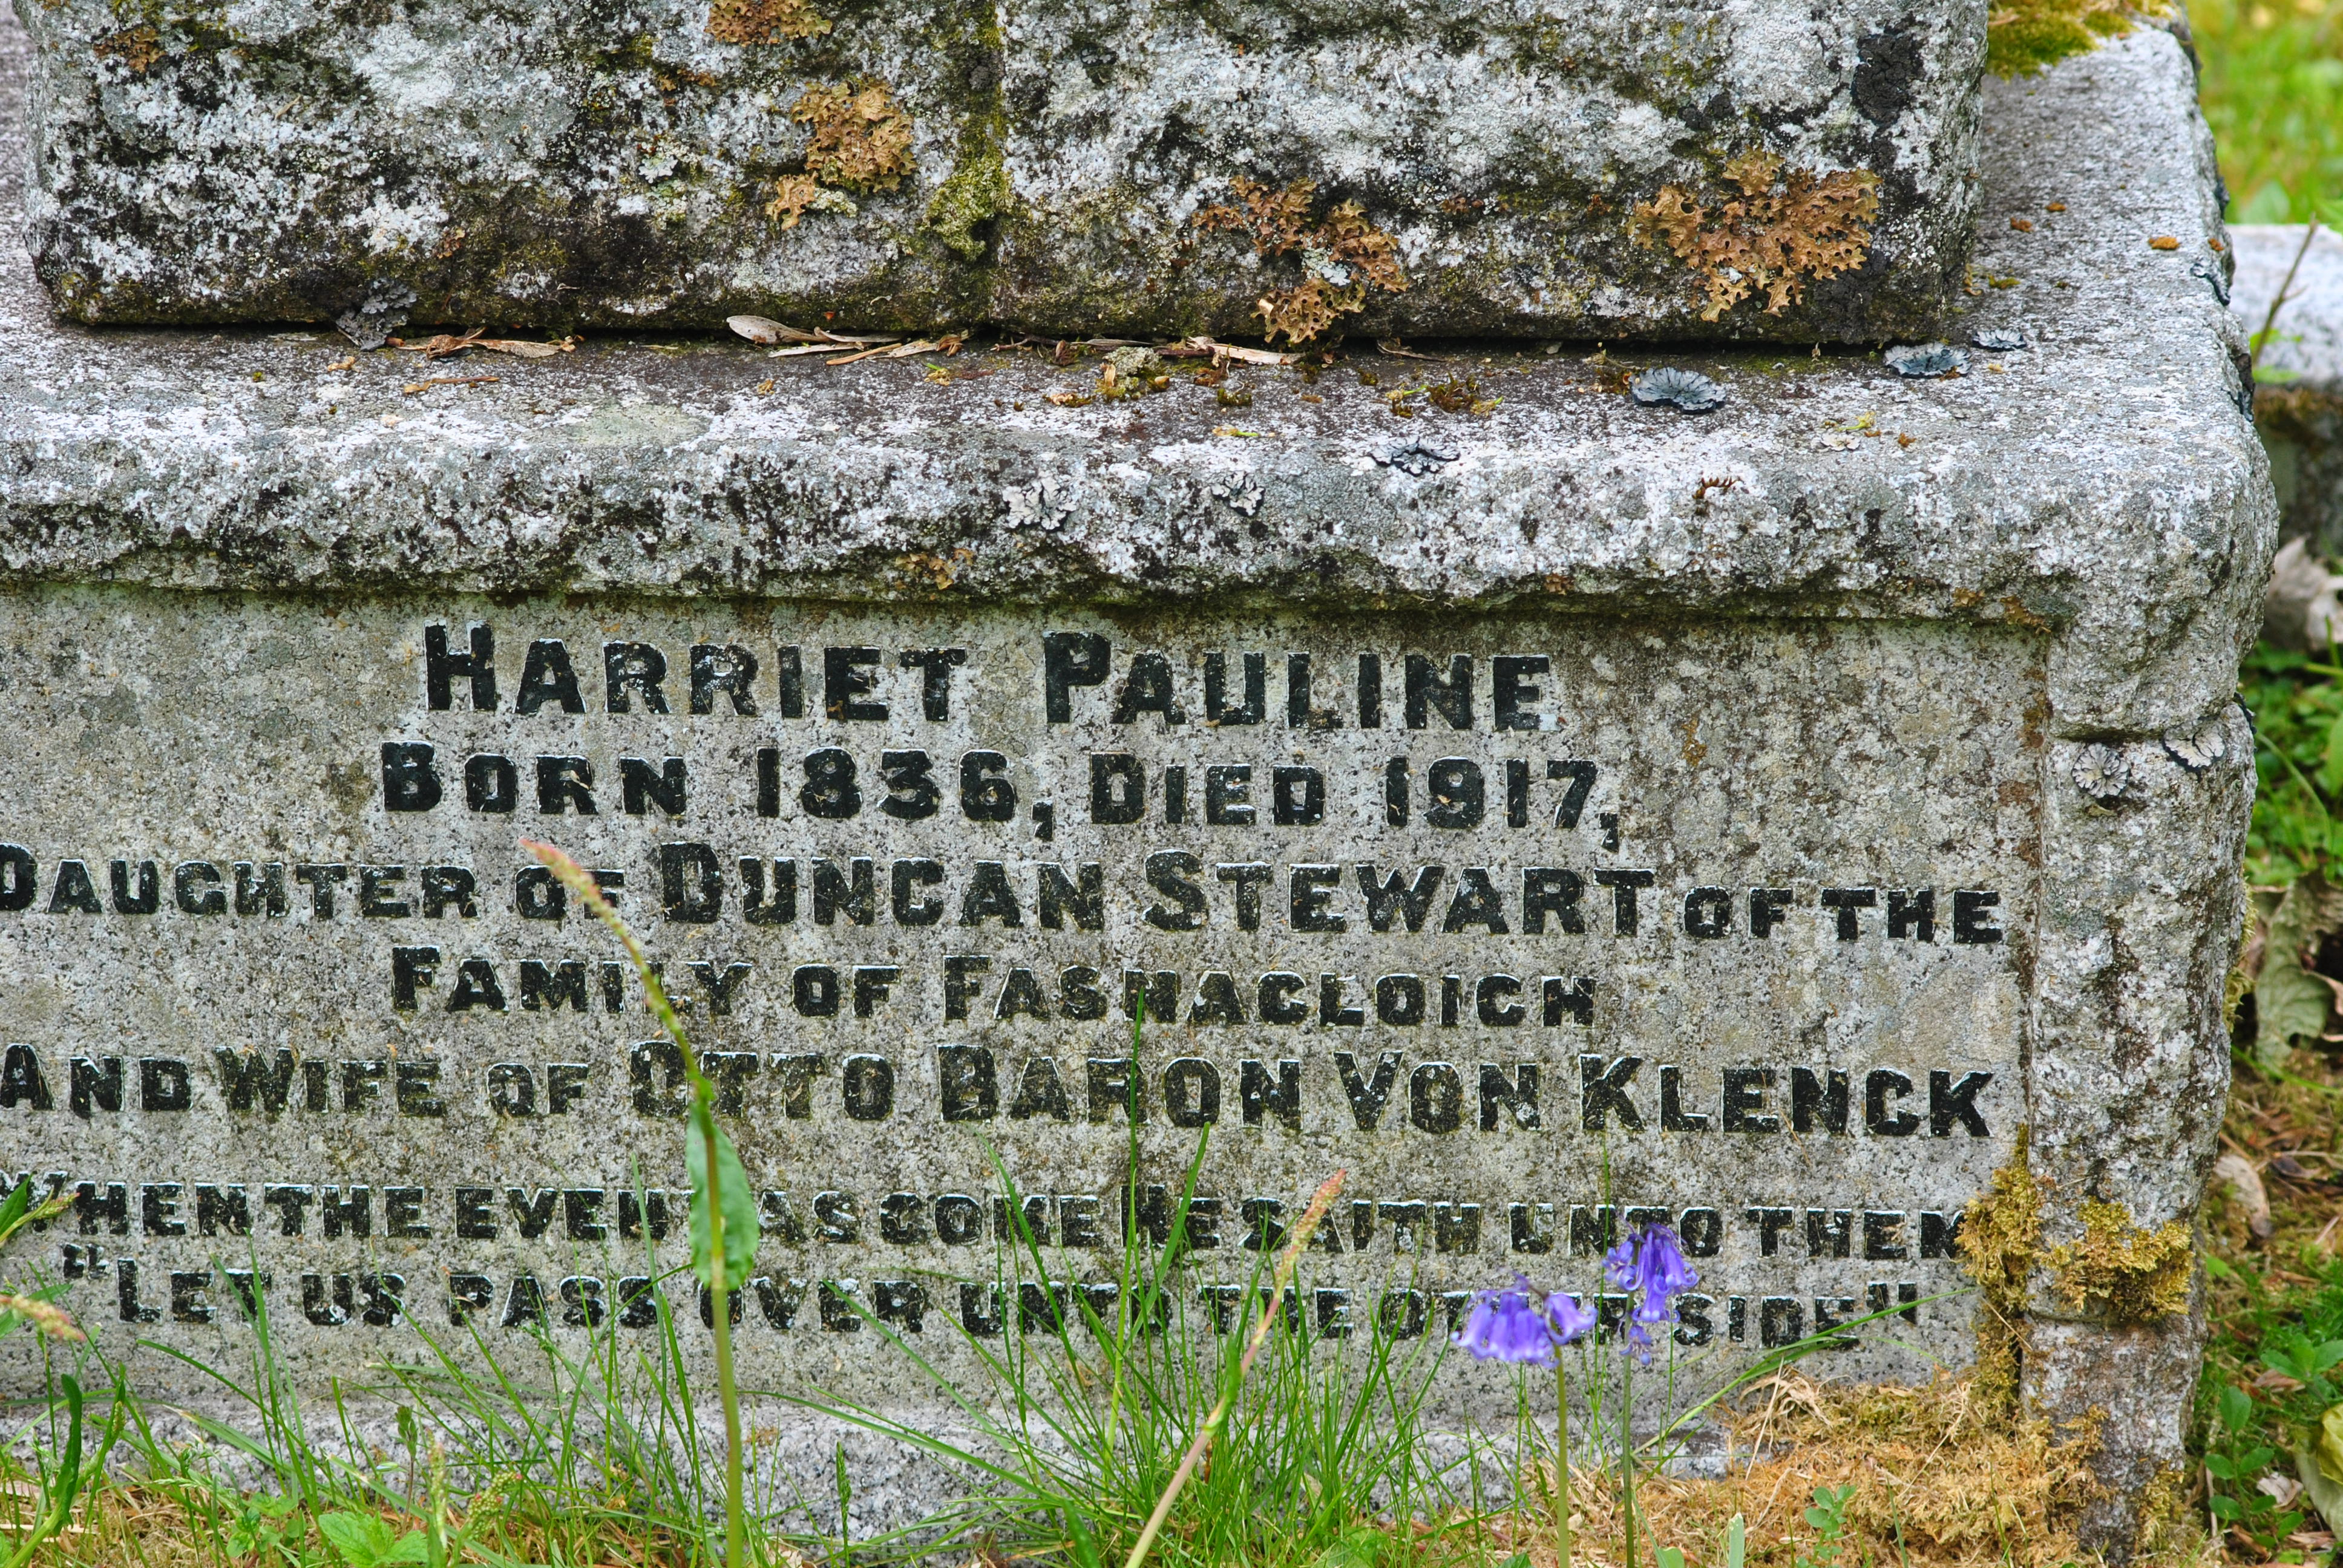 Harriet Pauline
Born 1836, Died 1917,
Daughter of Duncan Stewart of the
Family of Fasnacloich
And Wife of Otto Baron Von Klenck
When the even was come He saith unto them
"Let us pass over unto the other side"